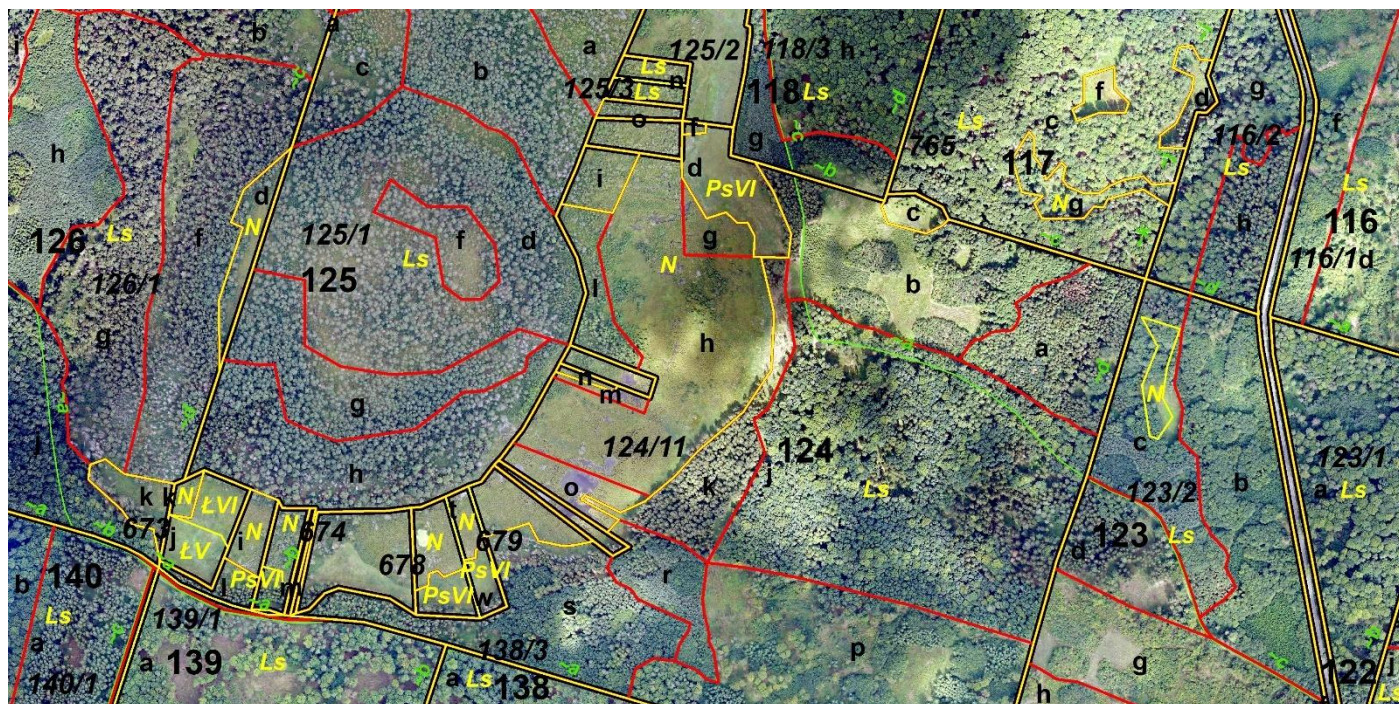 i
b
a
c
b
a
125/2
118/3
h
Ls
n
125/3
Ls
118
Ls
c
f
d
g
f
o
f
g
765
Ls
116/2
Ls
Ls
h
d
i
d
PsVI
b
117
N
g
c
h
116
126
Ls
f
N
125/1
Ls
f
d
g
N
116/1
d
126/1
125
l
b
g
h
a
n
m
N
g
124/11
124
c
b
123/1
a
Ls
j
h
k
j
Ls
o
123/2
k
k
N
ŁVI
N
N
t
N
679
123
Ls
673
j
ŁV
i
674
678
d
140
b
PsVI
PsVI
PsVI
r
l
m
w
s
Ls
139/1
138/3
p
g
a
a
139
Ls
a
Ls
138
140/1
h
122
Ls